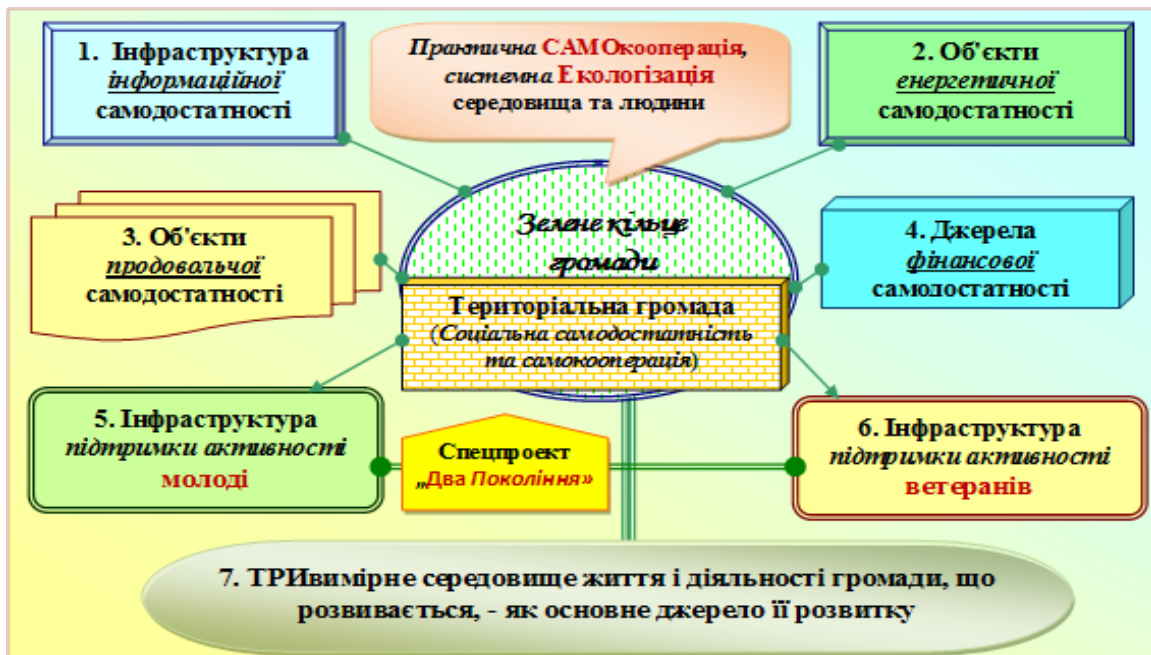 1. Інфраструктура
інформаційної
самодостатності
Практична САМОкооперація,
системна Екологізація
середовища та людини
2. Об'єкти
енергетичної
самодостатності
Зелене кільце
громади
3. Об'єкти
продовольчої
самодостатності
4. Джерела
фінансової
самодостатності
Територіальна громада
(Соціальна самодостатність
та самокооперація)
5. Інфраструктура
підтримки активності
молоді
Спецпроект
„Два Покоління»
6. Інфраструктура
підтримки активності
ветеранів
7. ТРИвимірне середовище життя і діяльності громади, що
розвивається, - як основне джерело її розвитку